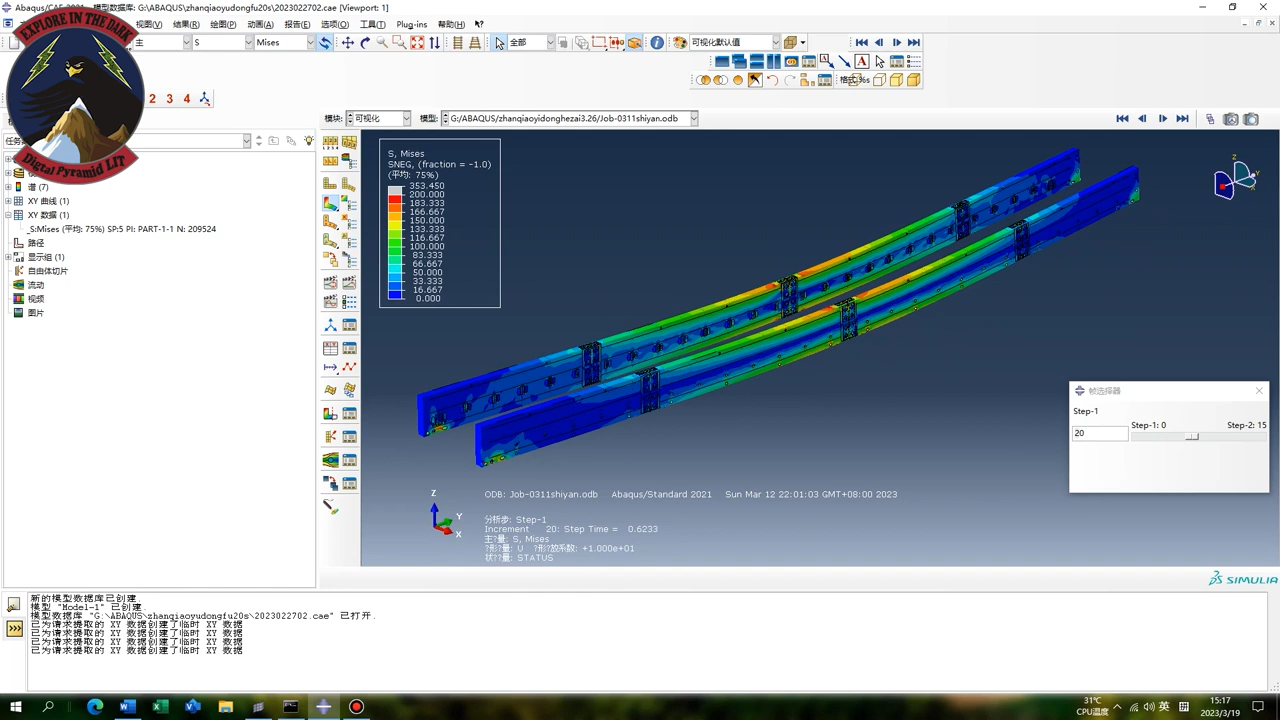 Abaqus/CAE 2021 - 模型数据库: G:\ABAQUS\zhanqiaoyudongfu20s\2023022702.cae [Viewport: 1]
视图(V) 结果(R) 绘图(P) 动画(A) 报告(E) 选项(O) 工具(T) Plug-ins 帮助(H)
主 S Mises 全部 可视化默认值
EXPLORE IN THE DARK
Digtal Pyramid LIT
2 3 4
格式:%s
模块: 可视化 模型: G:/ABAQUS/zhanqiaoyidonghezai3.26/Job-0311shiyan.odb
谱 (7)
XY 曲线 (1)
XY 数据 (1)
_S:Mises (平均: 75%) SP:5 PI: PART-1-1 N: 209524
路径
显示组 (1)
自由体切片
流动
视频
图片
S, Mises
SNEG, (fraction = -1.0)
(平均: 75%)
353.450
200.000
183.333
166.667
150.000
133.333
116.667
100.000
83.333
66.667
50.000
33.333
16.667
0.000
Z
Y
帧选择器
Step-1
20 Step-1: 0 Step-2: 15
Z
Y
X
ODB: Job-0311shiyan.odb Abaqus/Standard 2021 Sun Mar 12 22:01:03 GMT+08:00 2023
分析步: Step-1
Increment 20: Step Time = 0.6233
主?量: S, Mises
?形?量: U ?形?放系数: +1.000e+01
状??量: STATUS
SIMULIA
新的模型数据库已创建.
模型 "Model-1" 已创建.
模型数据库 "G:\ABAQUS\zhanqiaoyudongfu20s\2023022702.cae" 已打开.
已为请求提取的 XY 数据创建了临时 XY 数据
已为请求提取的 XY 数据创建了临时 XY 数据
已为请求提取的 XY 数据创建了临时 XY 数据
已为请求提取的 XY 数据创建了临时 XY 数据
31℃
CPU温度
英
15:17
2023/3/19